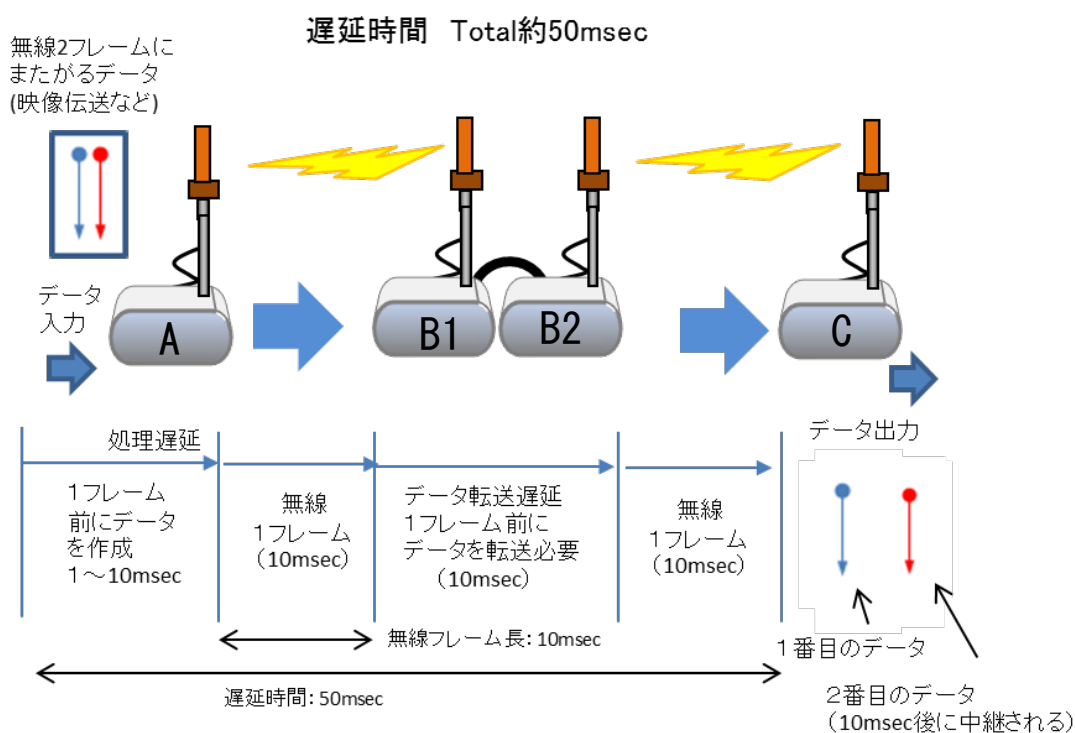 遅延時間 Total約50msec
無線2フレームに
またがるデータ
(映像伝送など)
データ
入力
A
B1
B2
C
データ出力
処理遅延
1フレーム
前にデータ
を作成
1～10msec
無線
1フレーム
(10msec)
データ転送遅延
1フレーム前に
データを転送必要
（10msec）
無線
1フレーム
(10msec)
無線フレーム長：10msec
遅延時間：50msec
１番目のデータ
２番目のデータ
（10msec後に中継される）